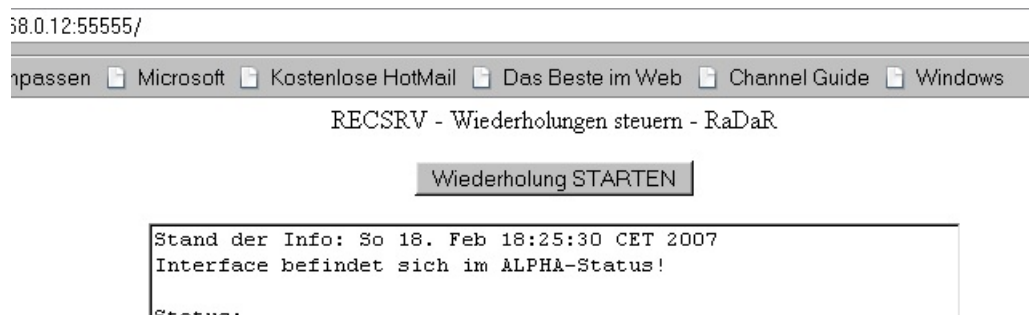 68.0.12:55555/
npassen Microsoft Kostenlose HotMail Das Beste im Web Channel Guide Windows
RECSRV - Wiederholungen steuern - RaDaR
Wiederholung STARTEN
Stand der Info: So 18. Feb 18:25:30 CET 2007
Interface befindet sich im ALPHA-Status!
Status: